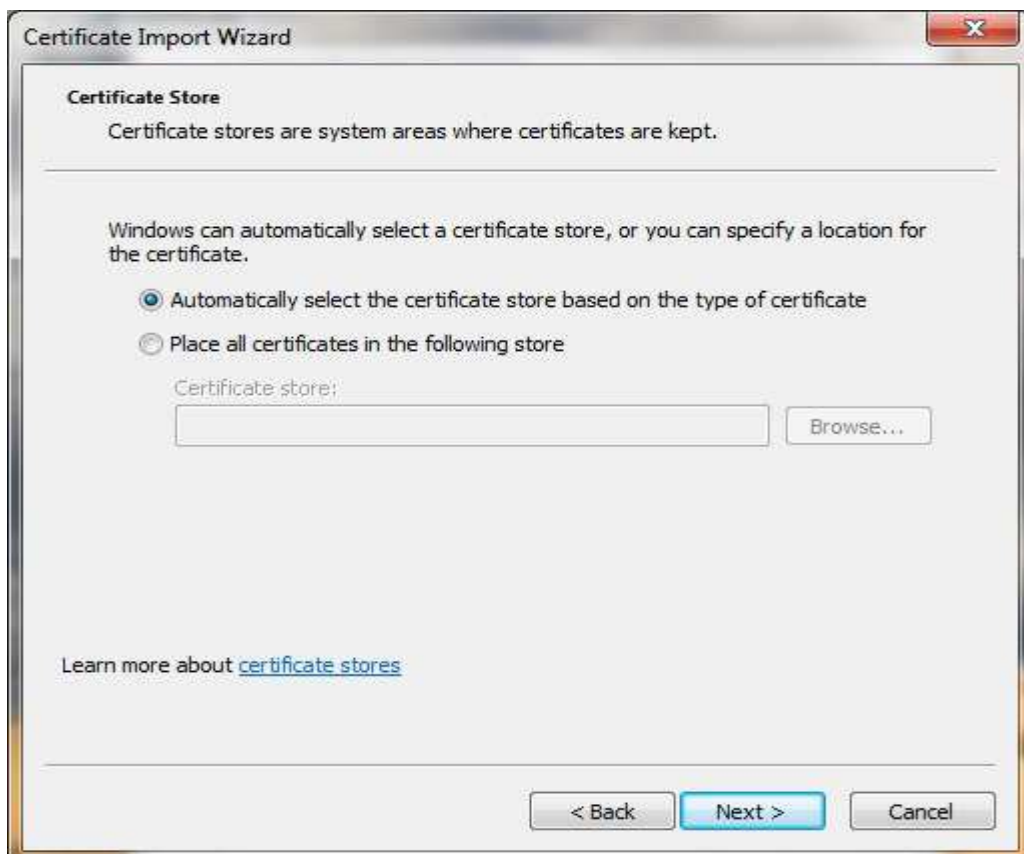 Certificate Import Wizard
Certificate Store
Certificate stores are system areas where certificates are kept.
Windows can automatically select a certificate store, or you can specify a location for
the certificate.
Automatically select the certificate store based on the type of certificate
Place all certificates in the following store
Certificate store:
Browse...
Learn more about certificate stores
< Back Next > Cancel